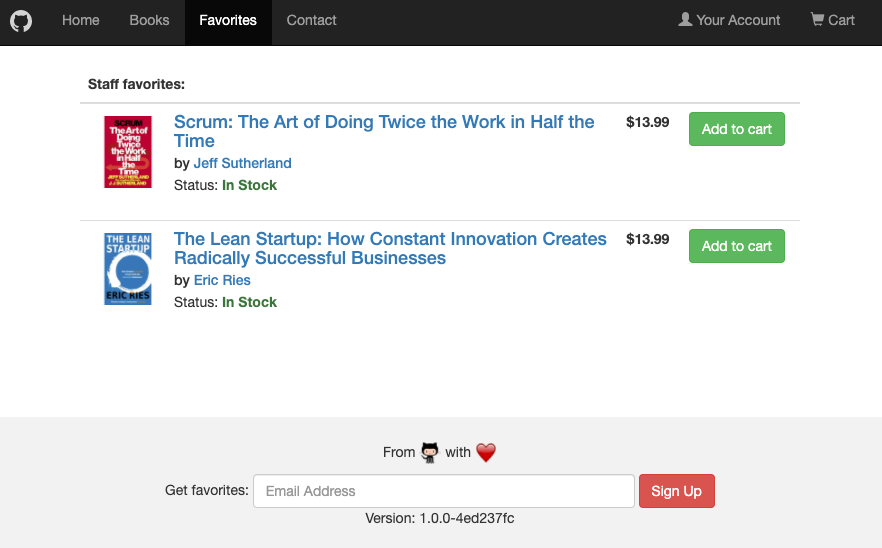 Home Books Favorites Contact Your Account Cart
Staff favorites:
SCRUM
The Art of
Doing
Twice
the Work
in Half
the
Time
JEFF SUTHERLAND
J.J. SUTHERLAND
Scrum: The Art of Doing Twice the Work in Half the
Time
$13.99
Add to cart
by Jeff Sutherland
Status: In Stock
THE LEAN
STARTUP
ERIC RIES
The Lean Startup: How Constant Innovation Creates
Radically Successful Businesses
$13.99
Add to cart
by Eric Ries
Status: In Stock
From with
Get favorites: Email Address Sign Up
Version: 1.0.0-4ed237fc